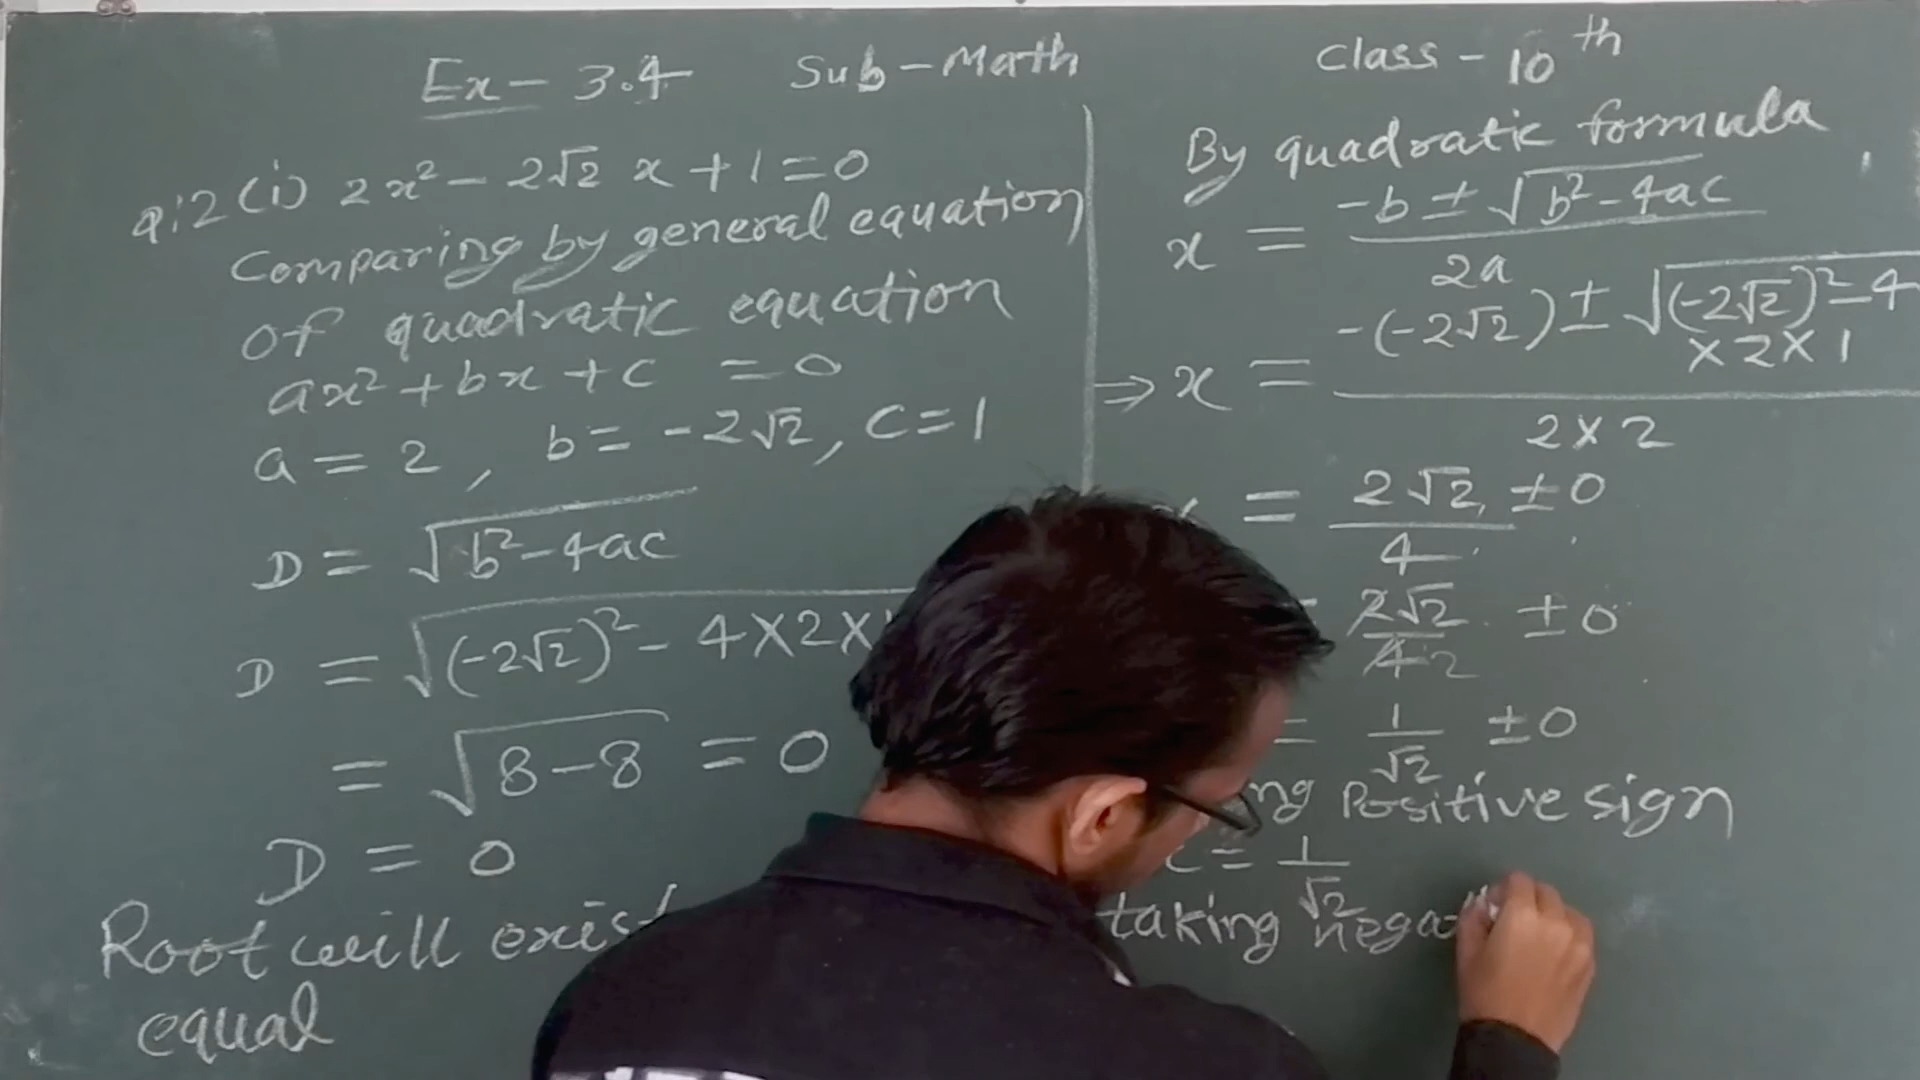 Ex - 3.4 Sub - Math Class - 10th
Q.2 (i) 2x² - 2√2 x + 1 = 0
Comparing by general equation
of quadratic equation
ax² + bx + c = 0
a = 2 , b = -2√2, c = 1
D = √b² - 4ac
D = √(-2√2)² - 4×2×
= √8-8 = 0
D = 0
Root will exist
equal
By quadratic formula
x = -b ± √b² - 4ac
2a
⇒ x = -(-2√2) ± √(-2√2)² - 4
×2×1
2×2
= 2√2 ± 0
4
2√2 ± 0
4 2
= 1 ± 0
√2
ng Positive sign
= 1
√2
taking negat